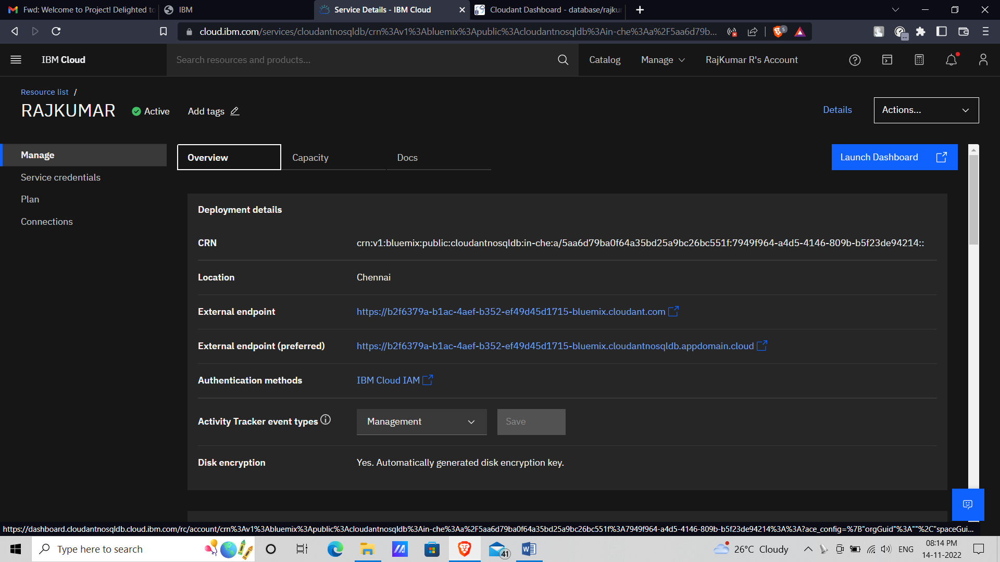 Fwd: Welcome to Project! Delighted to
IBM
Service Details - IBM Cloud
Cloudant Dashboard - database/rajkum
cloud.ibm.com/services/cloudantnosqldb/crn%3Av1%3Abluemix%3Apublic%3Acloudantnosqldb%3Ain-che%3Aa%2F5aa6d79b...
5
IBM Cloud
Search resources and products...
Catalog
Manage
RajKumar R's Account
Resource list /
RAJKUMAR
Active
Add tags
Details
Actions...
Manage
Service credentials
Plan
Connections
Overview
Capacity
Docs
Launch Dashboard
Deployment details
CRN
crn:v1:bluemix:public:cloudantnosqldb:in-che:a/5aa6d79ba0f64a35bd25a9bc26bc551f:7949f964-a4d5-4146-809b-b5f23de94214::
Location
Chennai
External endpoint
https://b2f6379a-b1ac-4aef-b352-ef49d45d1715-bluemix.cloudant.com
External endpoint (preferred)
https://b2f6379a-b1ac-4aef-b352-ef49d45d1715-bluemix.cloudantnosqldb.appdomain.cloud
Authentication methods
IBM Cloud IAM
Activity Tracker event types
Management
Save
Disk encryption
Yes. Automatically generated disk encryption key.
https://dashboard.cloudantnosqldb.cloud.ibm.com/rc/account/crn%3Av1%3Abluemix%3Apublic%3Acloudantnosqldb%3Ain-che%3Aa%2F5aa6d79ba0f64a35bd25a9bc26bc551f%3A7949f964-a4d5-4146-809b-b5f23de94214%3A%3A?ace_config=%7B"orgGuid"%3A""%2C"spaceGui...
Type here to search
41
26°C Cloudy
ENG
08:14 PM
14-11-2022